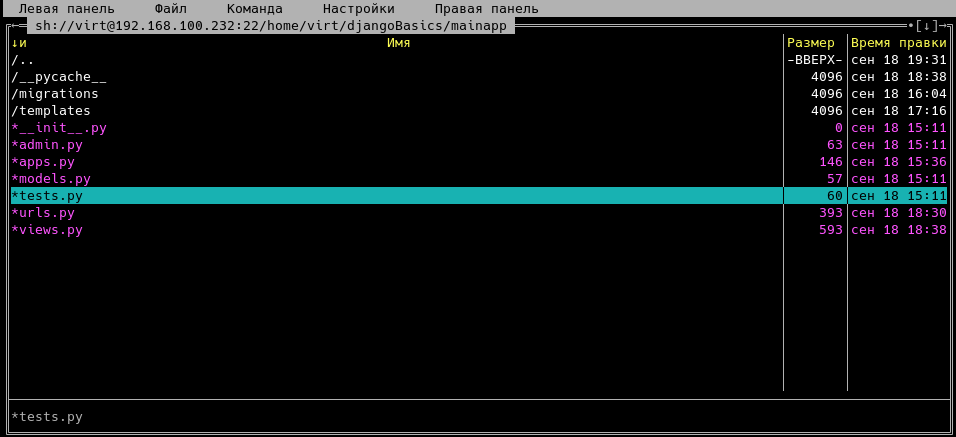 Левая панель Файл Команда Настройки Правая панель
sh://virt@192.168.100.232:22/home/virt/djangoBasics/mainapp •[↓]→
↓и Имя Размер Время правки
/.. -ВВЕРХ- сен 18 19:31
/__pycache__ 4096 сен 18 18:38
/migrations 4096 сен 18 16:04
/templates 4096 сен 18 17:16
*__init__.py 0 сен 18 15:11
*admin.py 63 сен 18 15:11
*apps.py 146 сен 18 15:36
*models.py 57 сен 18 15:11
*tests.py 60 сен 18 15:11
*urls.py 393 сен 18 18:30
*views.py 593 сен 18 18:38
*tests.py